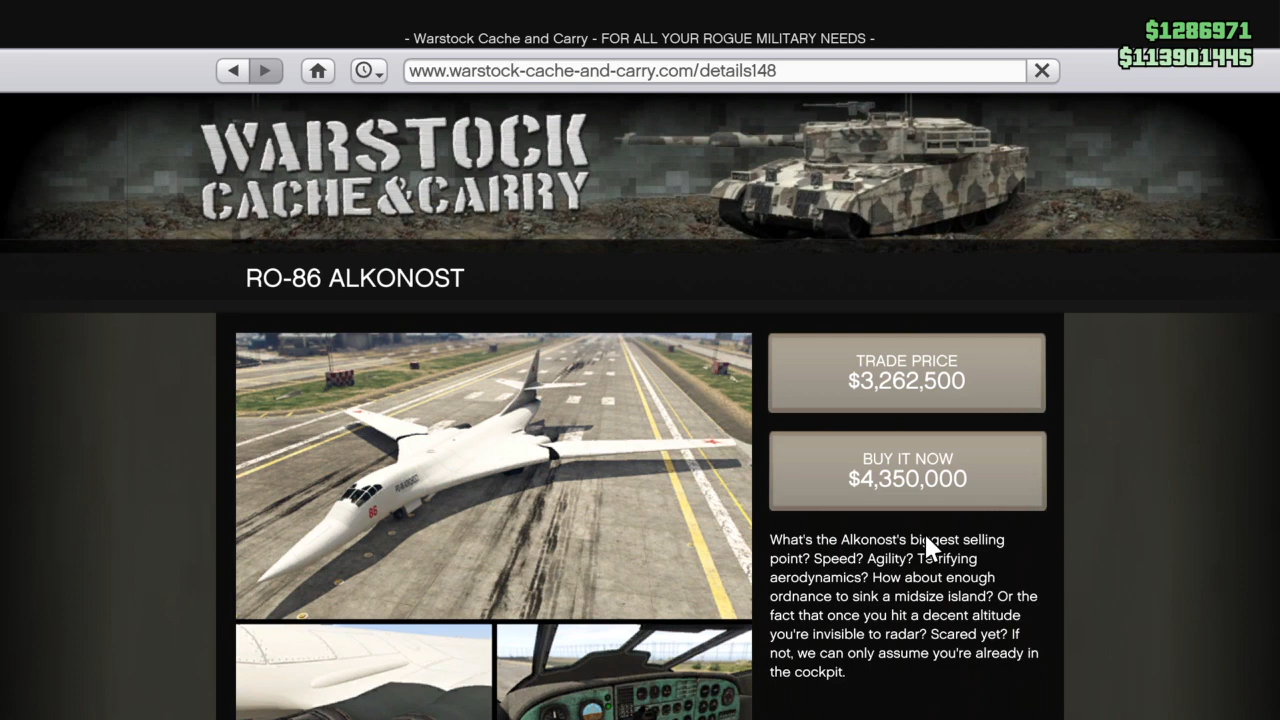 - Warstock Cache and Carry - FOR ALL YOUR ROGUE MILITARY NEEDS -
$1286971
$113901445
www.warstock-cache-and-carry.com/details148
WARSTOCK
CACHE&CARRY
RO-86 ALKONOST
TRADE PRICE
$3,262,500
BUY IT NOW
$4,350,000
What's the Alkonost's biggest selling
point? Speed? Agility? Terrifying
aerodynamics? How about enough
ordnance to sink a midsize island? Or the
fact that once you hit a decent altitude
you're invisible to radar? Scared yet? If
not, we can only assume you're already in
the cockpit.
86
RO-86 ALKONOST